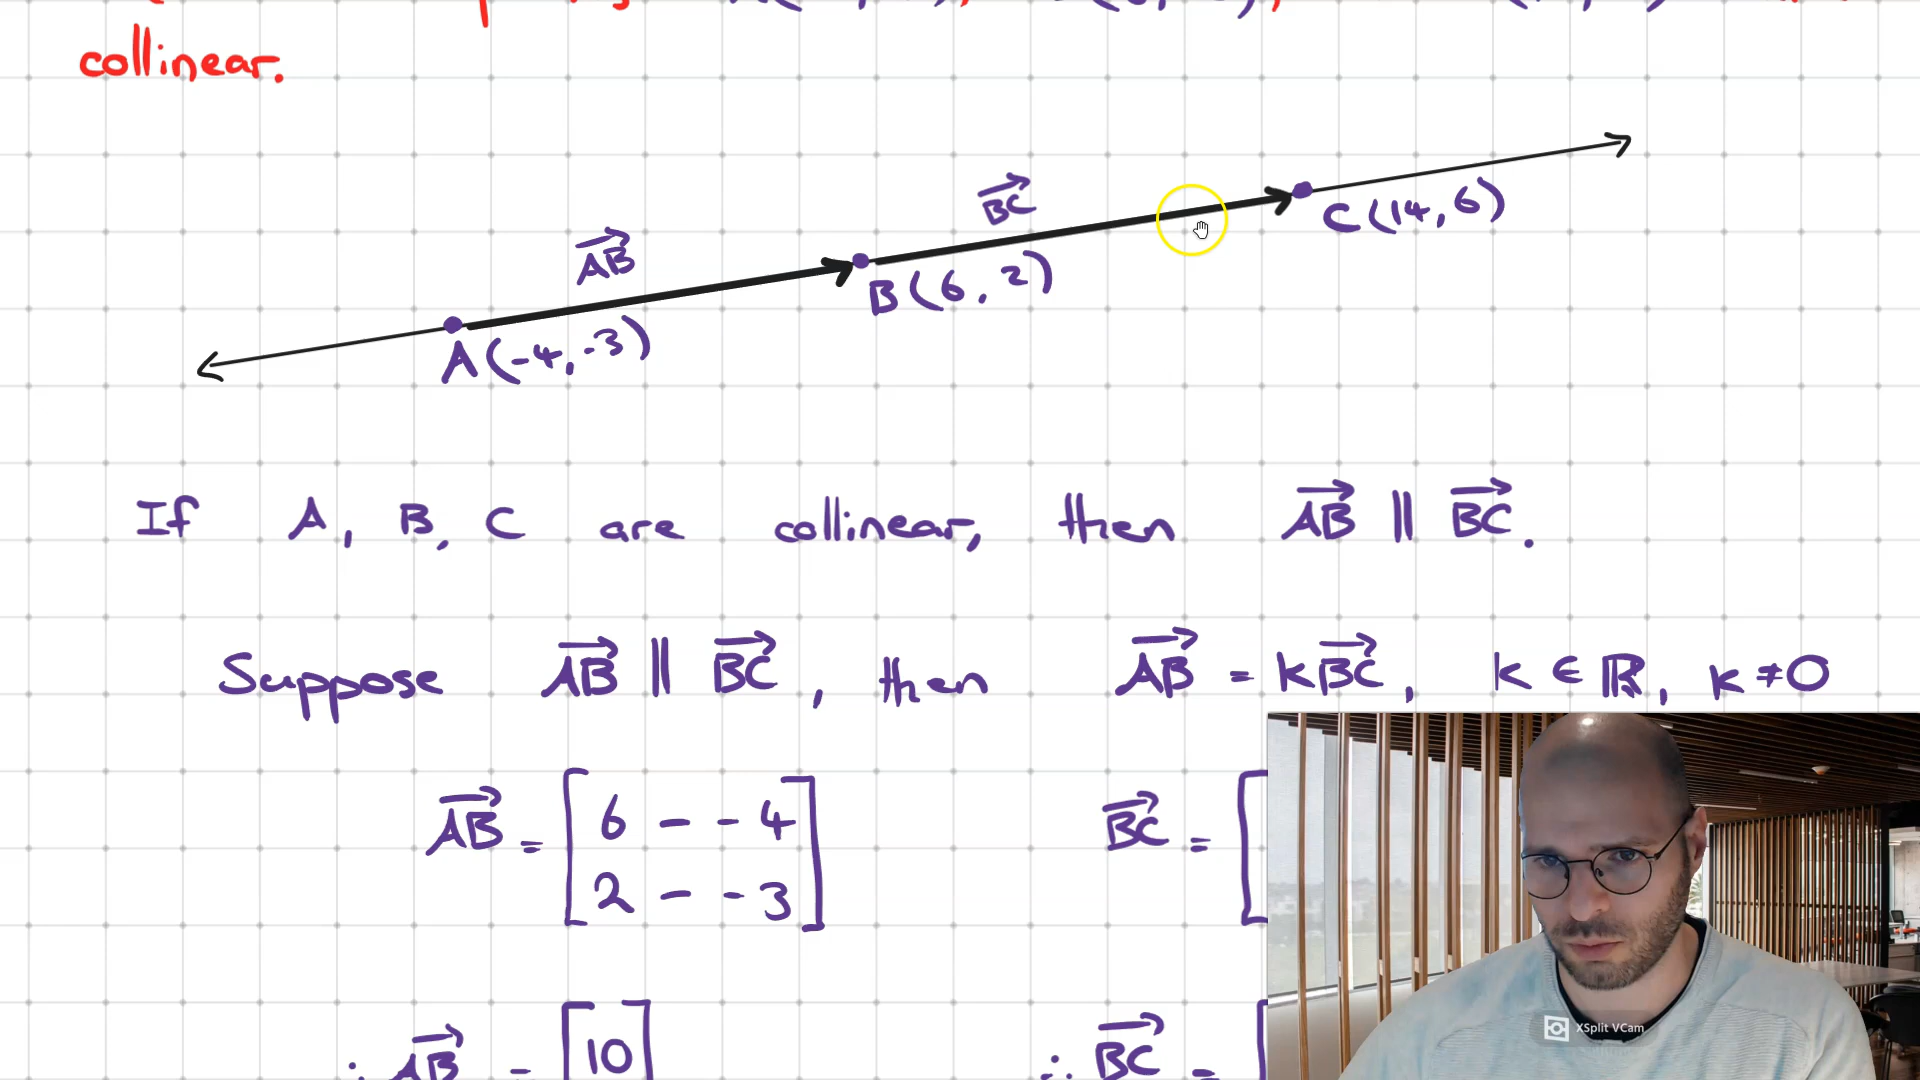 collinear.
AB
BC
A(-4,-3)
B(6,2)
C(14,6)
If A, B, C are collinear, then AB || BC.
Suppose AB || BC, then AB = kBC, k ∈ ℝ, k ≠ 0
AB = [6 - -4
2 - -3]
BC = [
∴ AB = [10]
∴ BC = [
XSplit VCam